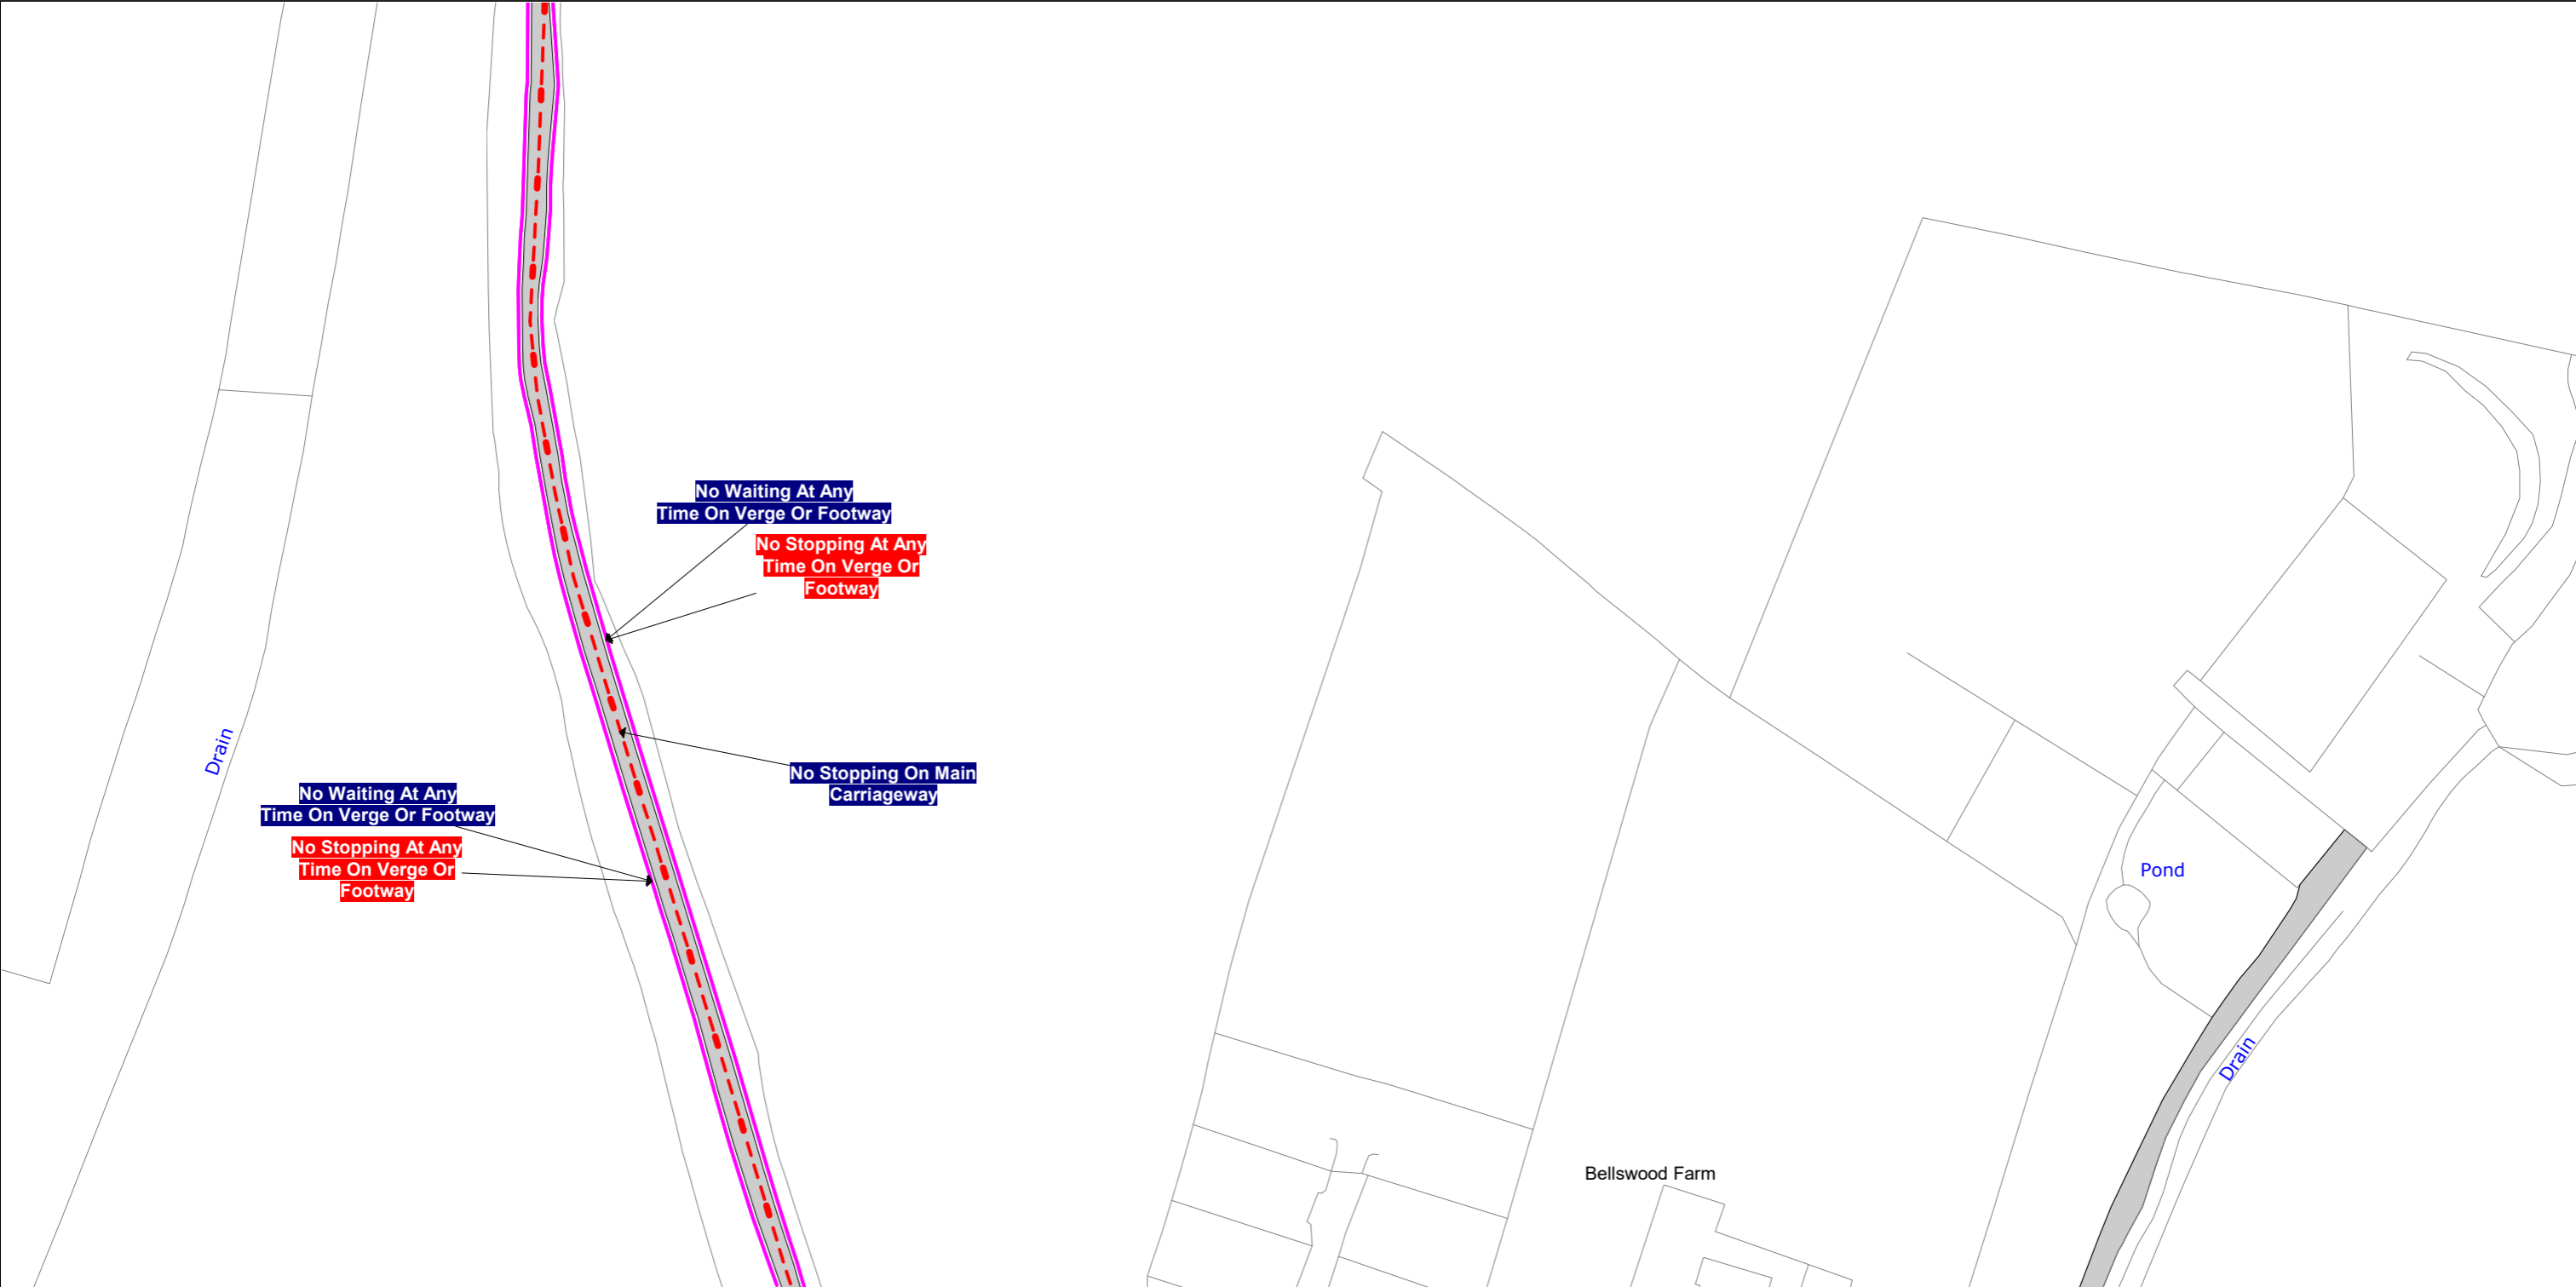 No Waiting At Any
Time On Verge Or Footway
No Stopping At Any
Time On Verge Or
Footway
Drain
No Stopping On Main
Carriageway
No Waiting At Any
Time On Verge Or Footway
No Stopping At Any
Time On Verge Or
Footway
Pond
Drain
Bellswood Farm